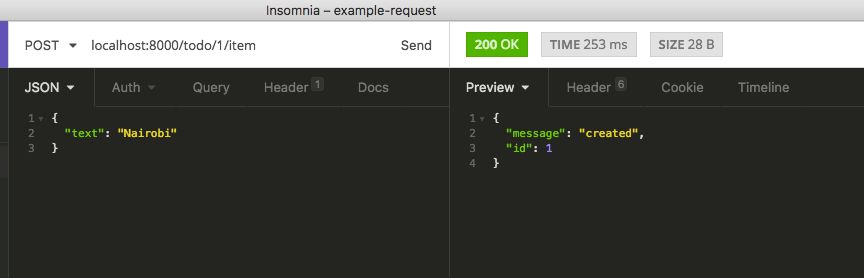 Insomnia – example-request
POST localhost:8000/todo/1/item Send 200 OK TIME 253 ms SIZE 28 B
JSON Auth Query Header 1 Docs
1 {
2 "text": "Nairobi"
3 }
Preview Header 6 Cookie Timeline
1 {
2 "message": "created",
3 "id": 1
4 }